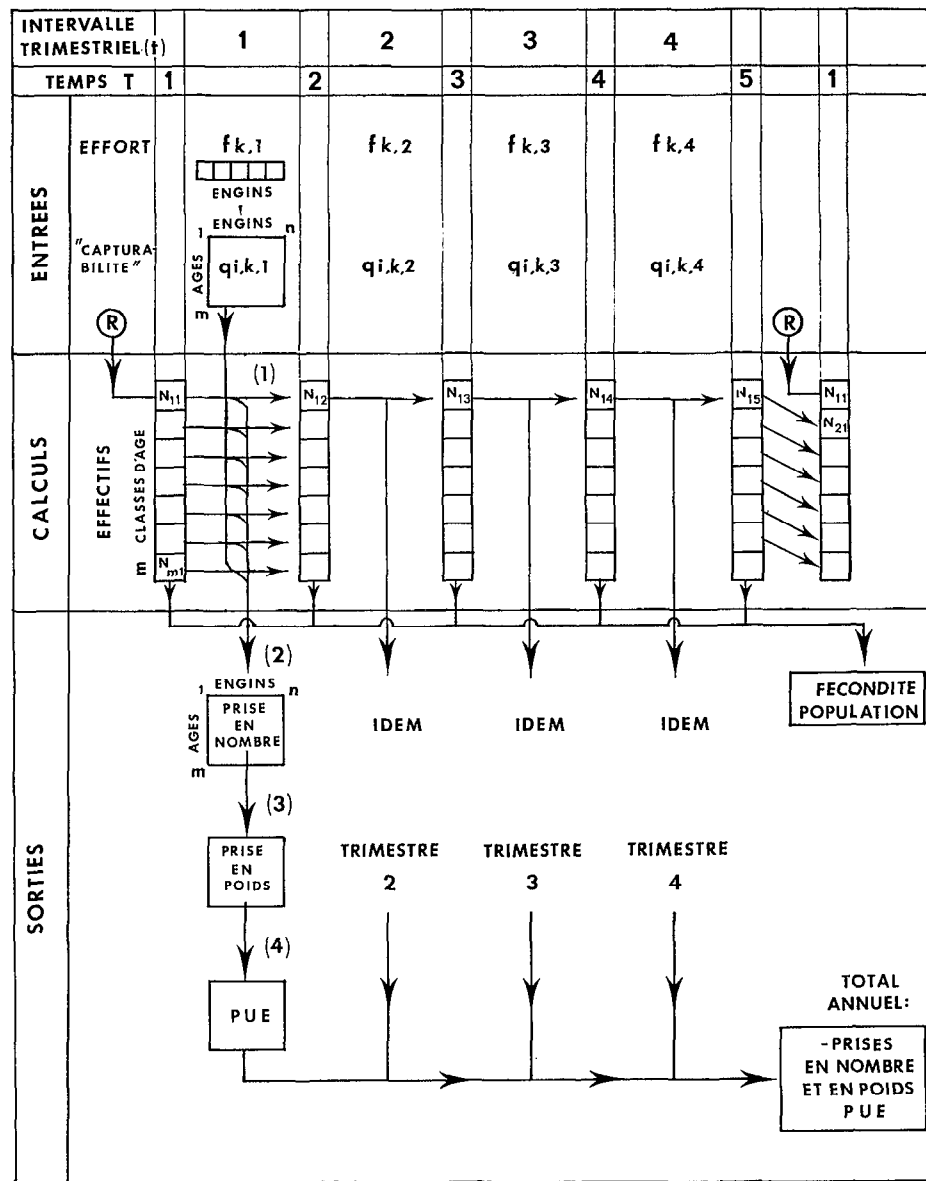 INTERVALLE
TRIMESTRIEL(t) 1 2 3 4
TEMPS T 1 2 3 4 5 1
ENTREES
EFFORT fk,1 fk,2 fk,3 fk,4
ENGINS
1 ENGINS n
"CAPTURA-
BILITE"
AGES qi,k,1 qi,k,2 qi,k,3 qi,k,4
m
R R
CALCULS
(1)
N11 N12 N13 N14 N15 N11
N21
EFFECTIFS
CLASSES D'AGE
m Nm1
SORTIES
(2)
1 ENGINS n
AGES
PRISE
EN
NOMBRE
m
IDEM IDEM IDEM
FECONDITE
POPULATION
(3)
PRISE
EN
POIDS
TRIMESTRE TRIMESTRE TRIMESTRE
2 3 4
(4)
PUE
TOTAL
ANNUEL:
-PRISES
EN NOMBRE
ET EN POIDS
PUE